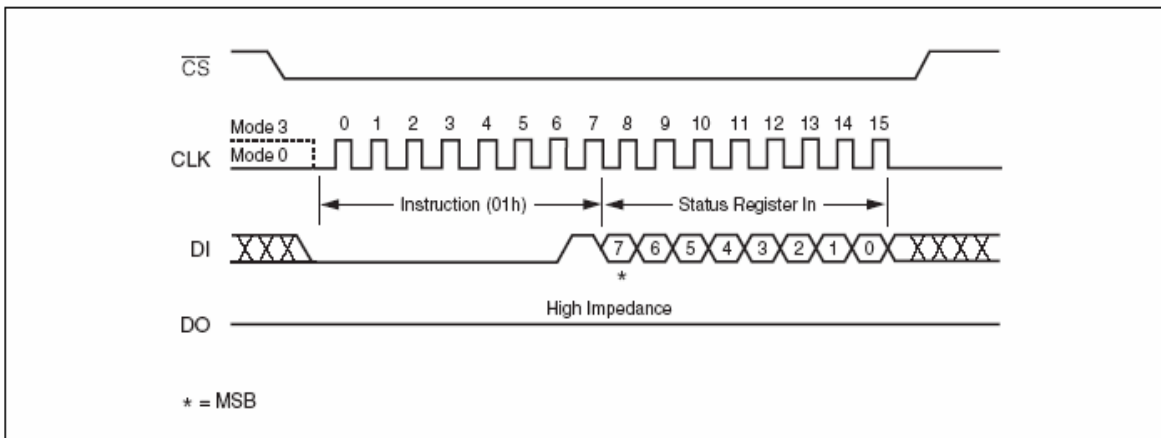 CS
Mode 3
0 1 2 3 4 5 6 7 8 9 10 11 12 13 14 15
CLK
Mode 0
Instruction (01h)
Status Register In
DI
7 6 5 4 3 2 1 0
*
High Impedance
DO
* = MSB